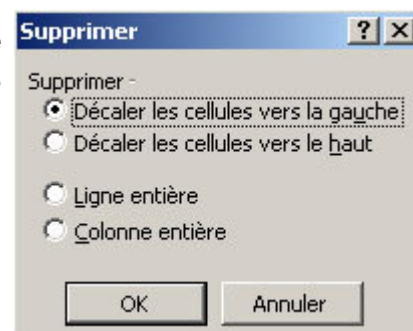 Supprimer
Supprimer
Décaler les cellules vers la gauche
Décaler les cellules vers le haut
Ligne entière
Colonne entière
OK Annuler